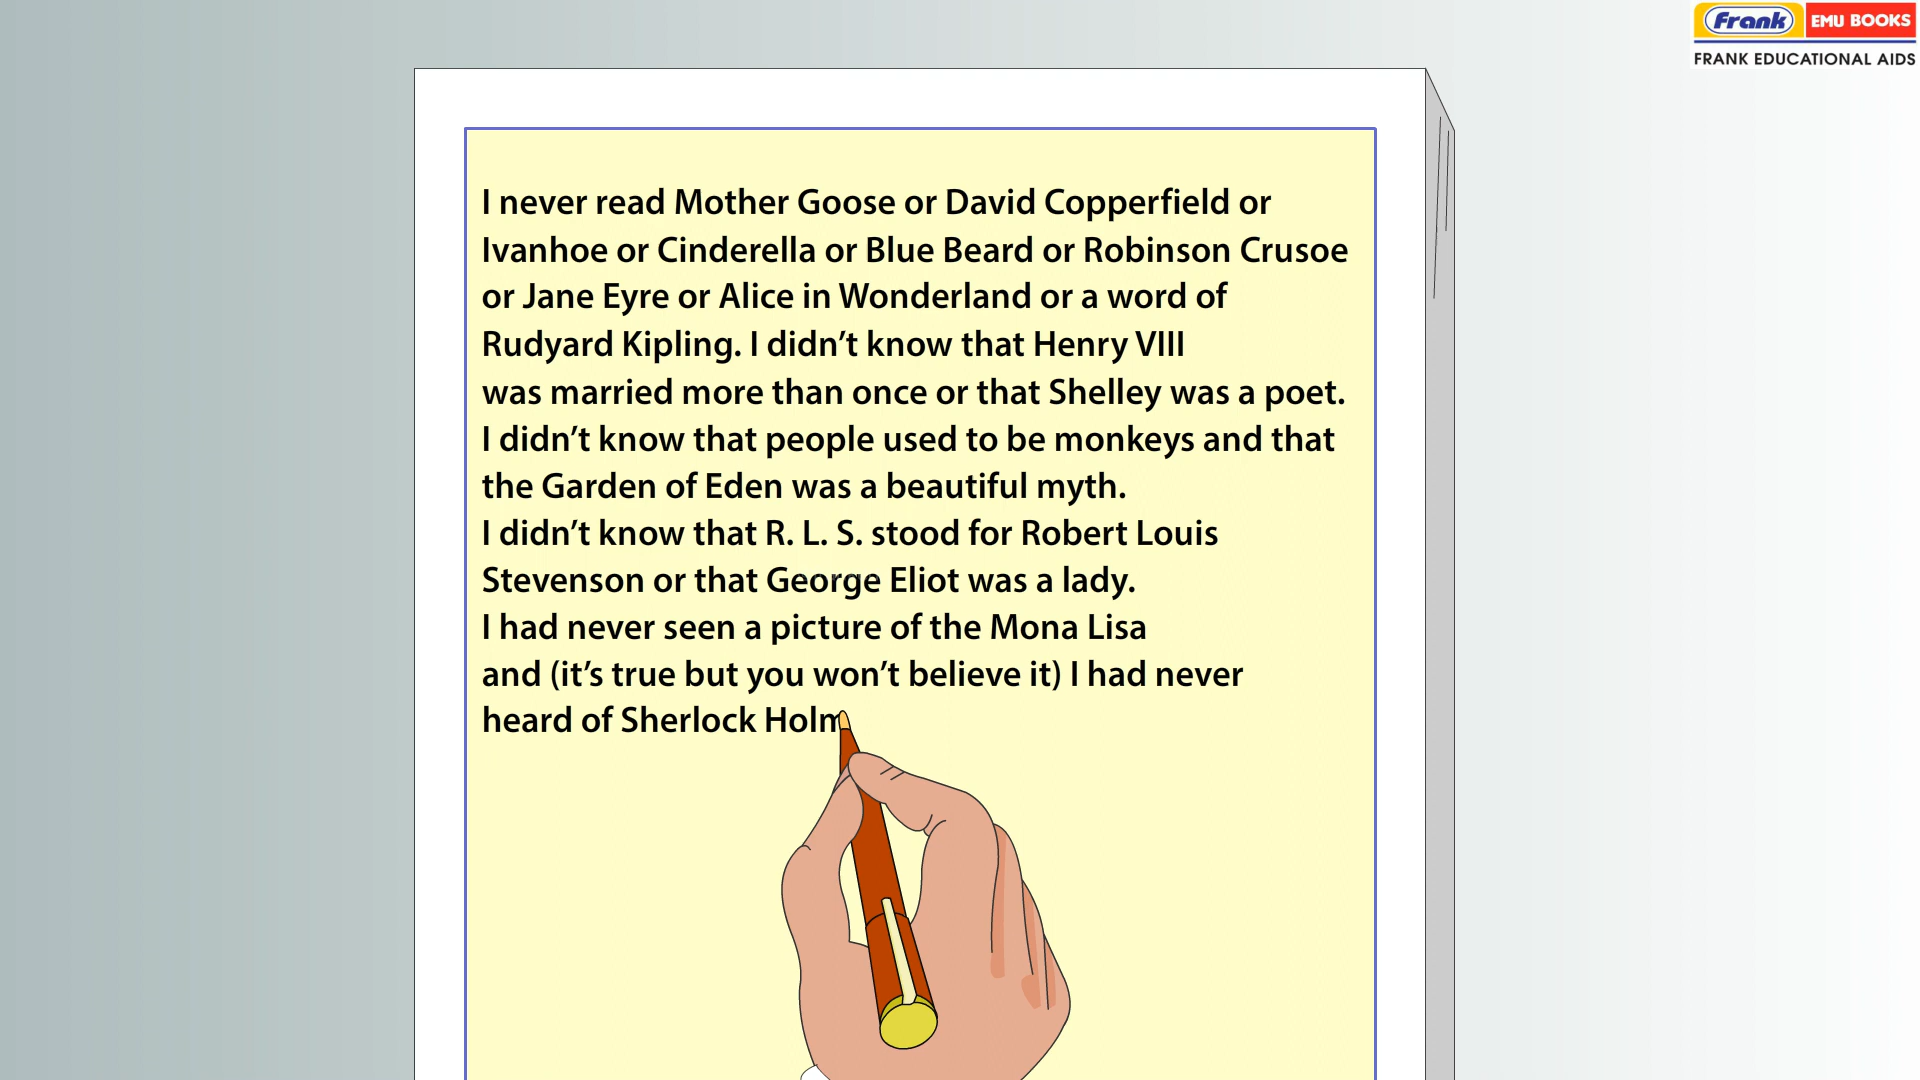 Frank EMU BOOKS
FRANK EDUCATIONAL AIDS
I never read Mother Goose or David Copperfield or
Ivanhoe or Cinderella or Blue Beard or Robinson Crusoe
or Jane Eyre or Alice in Wonderland or a word of
Rudyard Kipling. I didn’t know that Henry VIII
was married more than once or that Shelley was a poet.
I didn’t know that people used to be monkeys and that
the Garden of Eden was a beautiful myth.
I didn’t know that R. L. S. stood for Robert Louis
Stevenson or that George Eliot was a lady.
I had never seen a picture of the Mona Lisa
and (it’s true but you won’t believe it) I had never
heard of Sherlock Holm